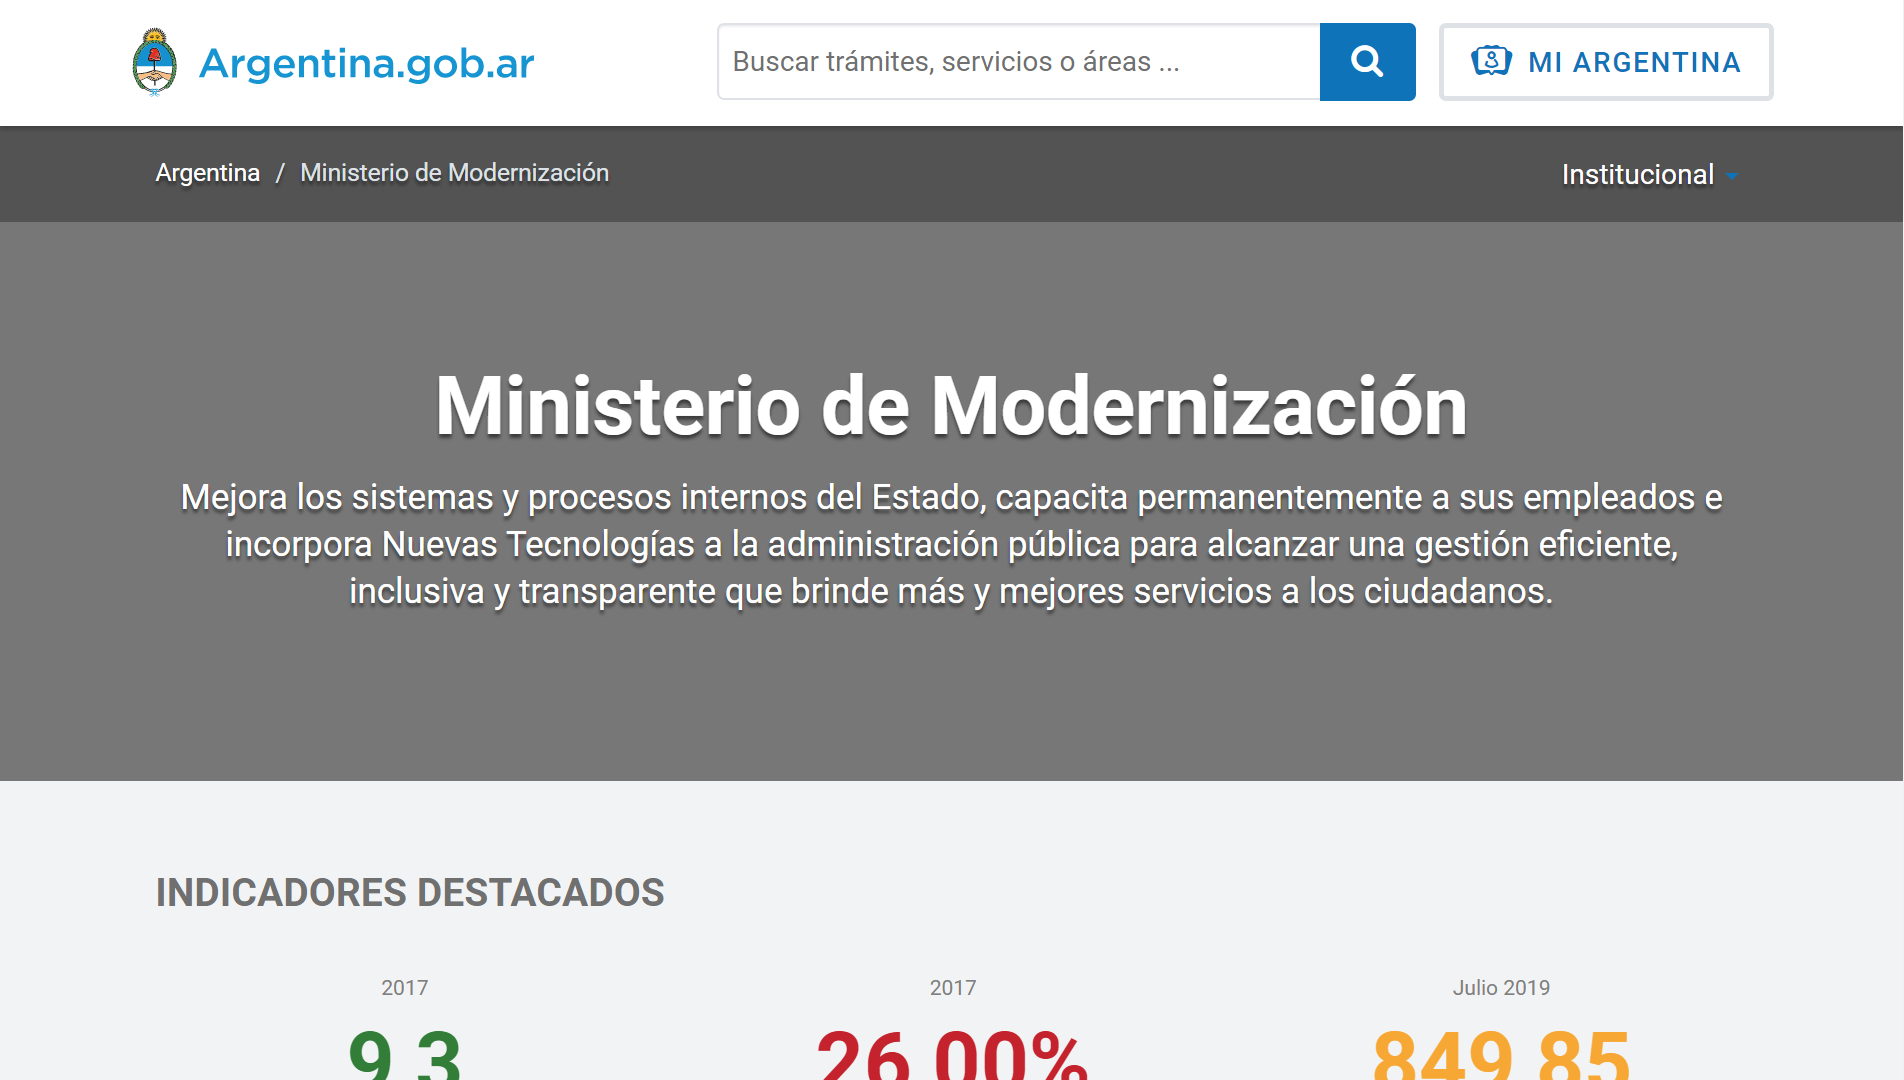 Argentina.gob.ar
Buscar trámites, servicios o áreas ...
MI ARGENTINA
Argentina / Ministerio de Modernización
Institucional
Ministerio de Modernización
Mejora los sistemas y procesos internos del Estado, capacita permanentemente a sus empleados e
incorpora Nuevas Tecnologías a la administración pública para alcanzar una gestión eficiente,
inclusiva y transparente que brinde más y mejores servicios a los ciudadanos.
INDICADORES DESTACADOS
2017
2017
Julio 2019
9,3
26,00%
849,85